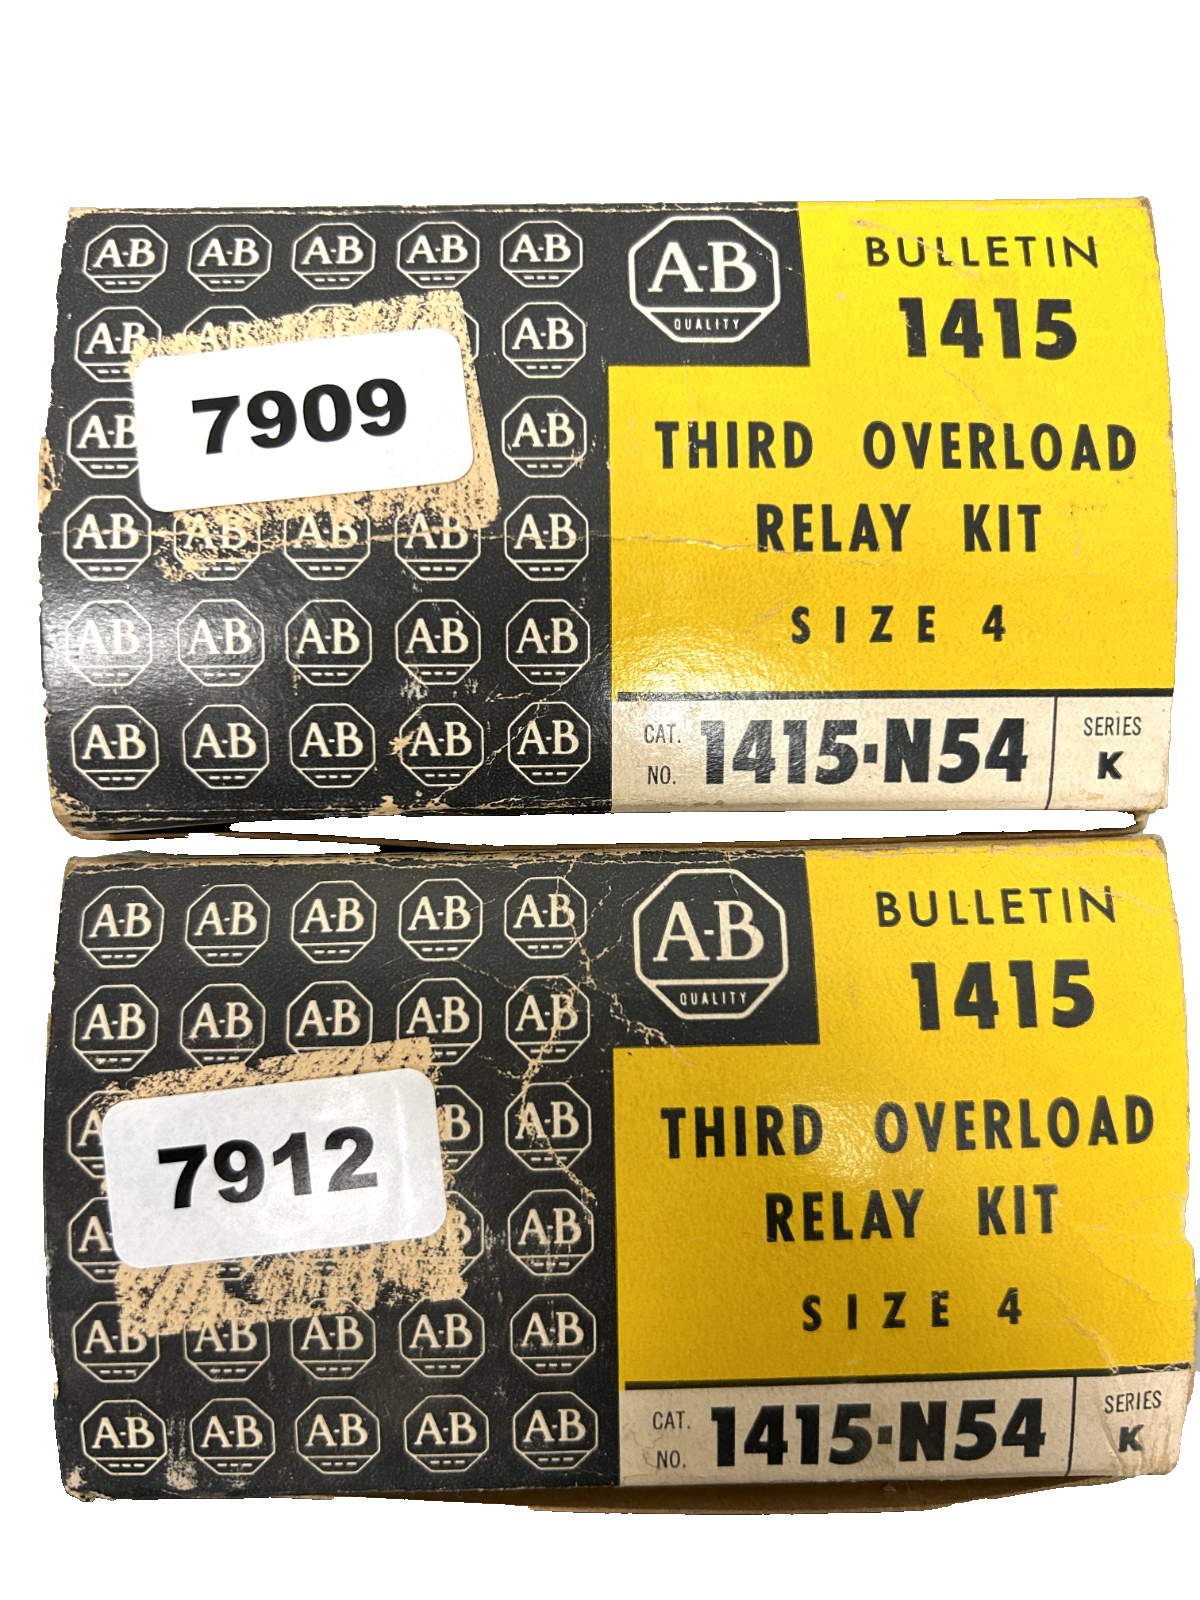 A-B A-B A-B A-B A-B
A-B
QUALITY
BULLETIN
1415
A-B A-B A-B
7909
A-B A-B
THIRD OVERLOAD
RELAY KIT
A-B A-B A-B A-B A-B
SIZE 4
A-B A-B A-B A-B A-B
A-B A-B A-B A-B A-B
CAT. NO. 1415-N54
SERIES
K
A-B A-B A-B A-B A-B
A-B
QUALITY
BULLETIN
1415
A-B A-B A-B A-B A-B
7912
A-B
THIRD OVERLOAD
RELAY KIT
A-B
SIZE 4
A-B A-B A-B A-B A-B
A-B A-B A-B A-B A-B
CAT. NO. 1415-N54
SERIES
K